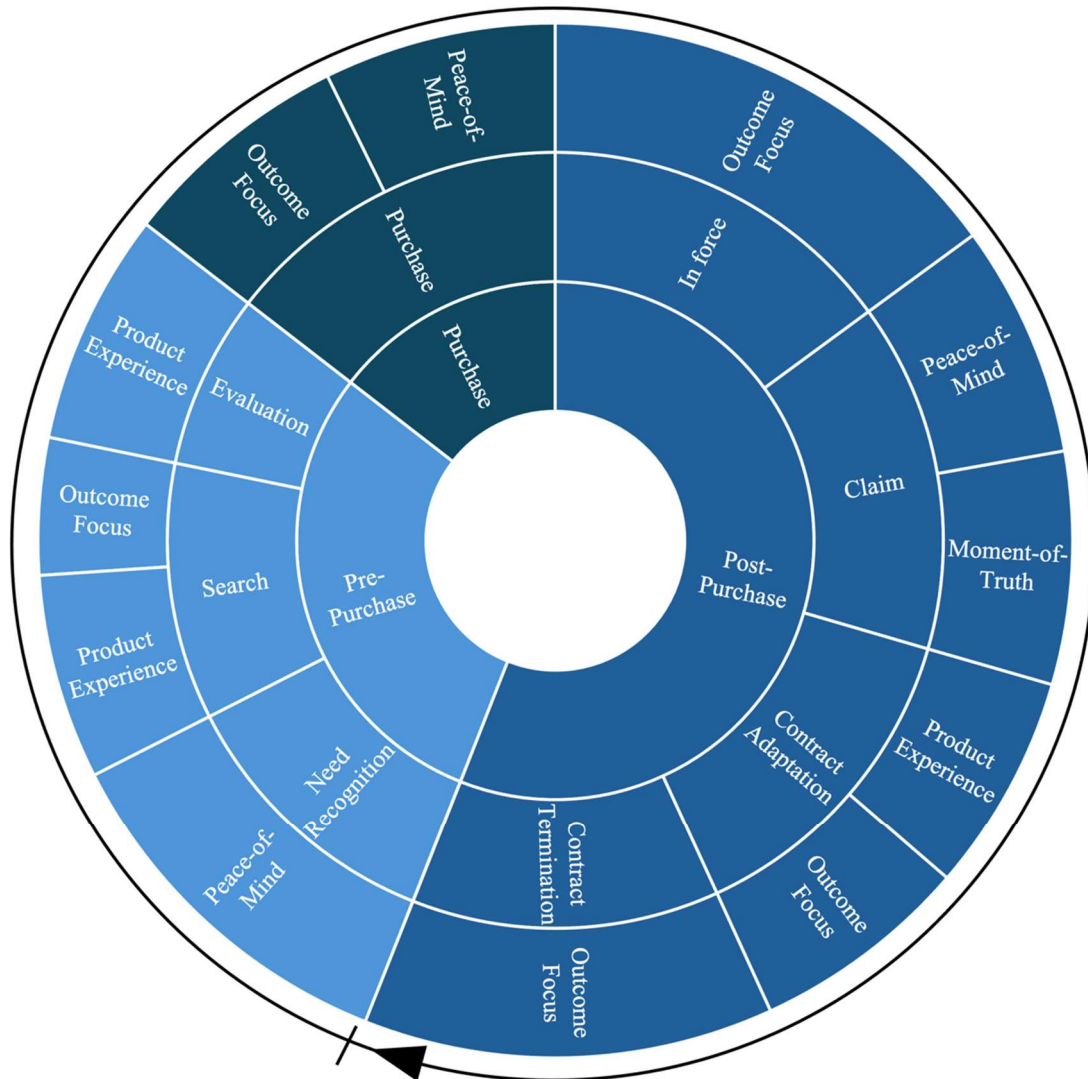 Peace-of-
Mind
Outcome
Focus
Outcome
Focus
Purchase
In force
Purchase
Product
Experience
Evaluation
Peace-of-
Mind
Claim
Outcome
Focus
Search
Pre-
Purchase
Post-
Purchase
Moment-of-
Truth
Product
Experience
Need
Recognition
Contract
Adaptation
Product
Experience
Peace-of-
Mind
Contract
Termination
Outcome
Focus
Outcome
Focus